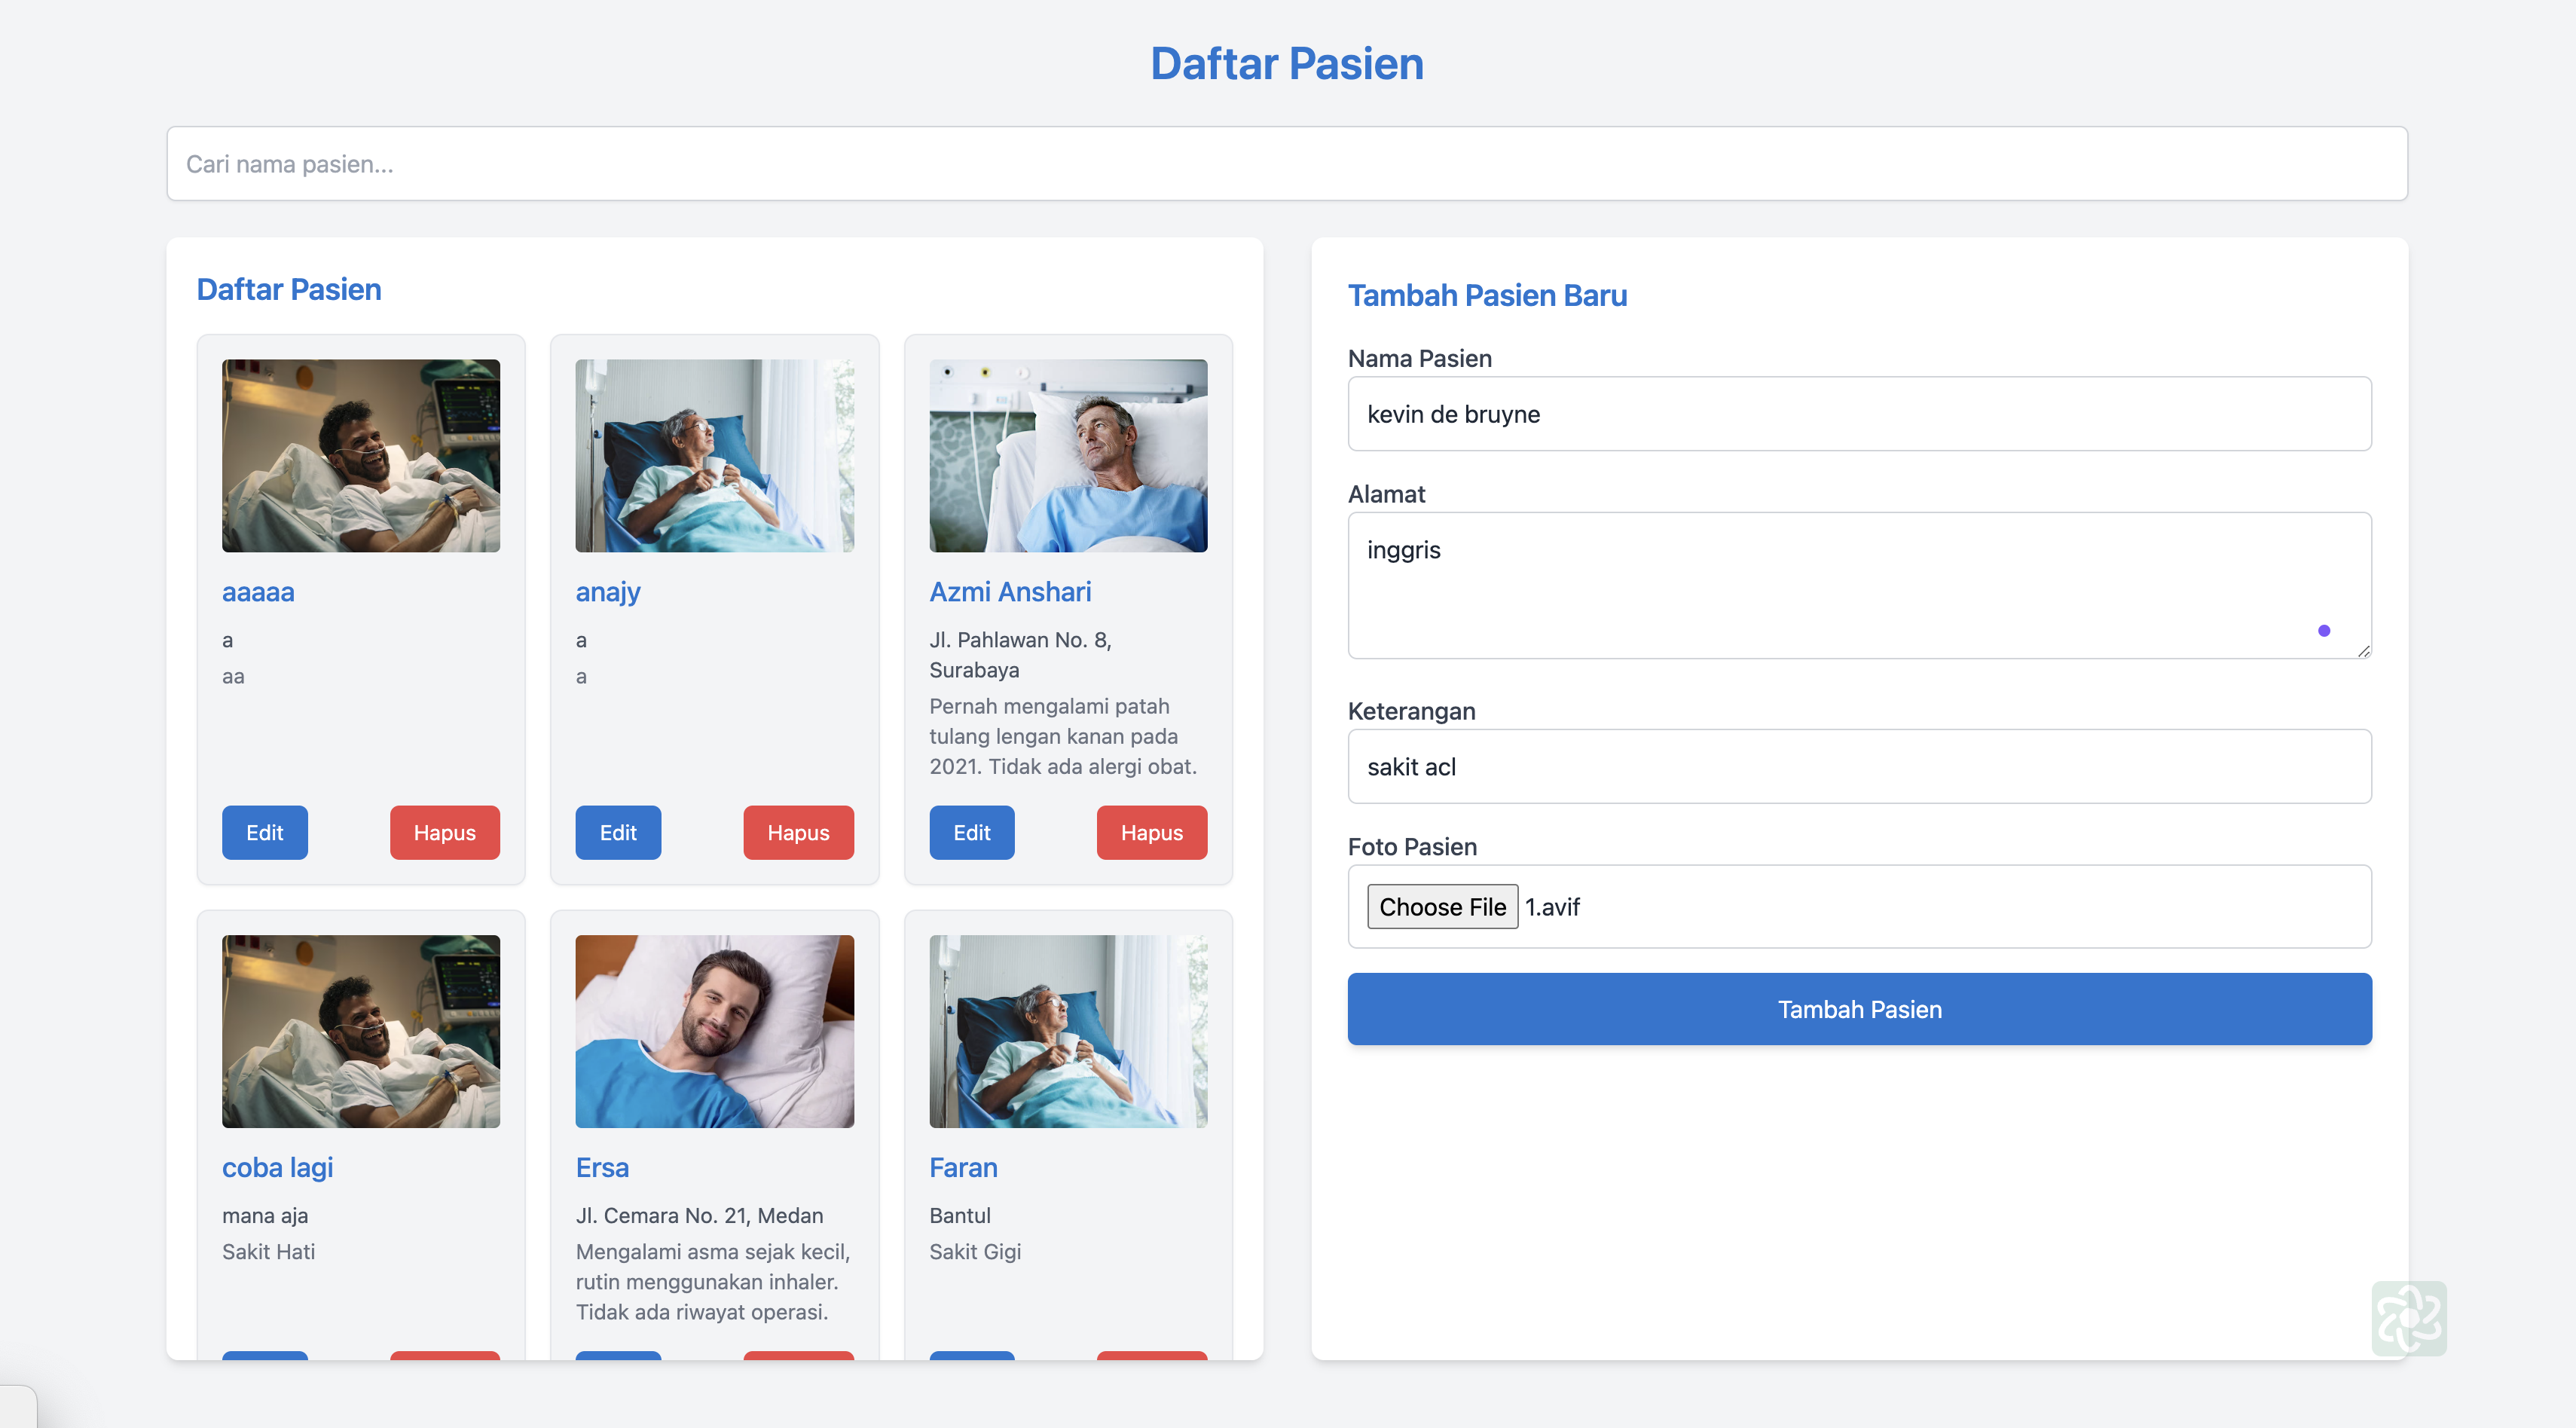 Daftar Pasien
Cari nama pasien...
Daftar Pasien
aaaaa
a
aa
Edit
Hapus
anajy
a
a
Edit
Hapus
Azmi Anshari
Jl. Pahlawan No. 8,
Surabaya
Pernah mengalami patah
tulang lengan kanan pada
2021. Tidak ada alergi obat.
Edit
Hapus
coba lagi
mana aja
Sakit Hati
Ersa
Jl. Cemara No. 21, Medan
Mengalami asma sejak kecil,
rutin menggunakan inhaler.
Tidak ada riwayat operasi.
Faran
Bantul
Sakit Gigi
Tambah Pasien Baru
Nama Pasien
kevin de bruyne
Alamat
inggris
Keterangan
sakit acl
Foto Pasien
Choose File 1.avif
Tambah Pasien